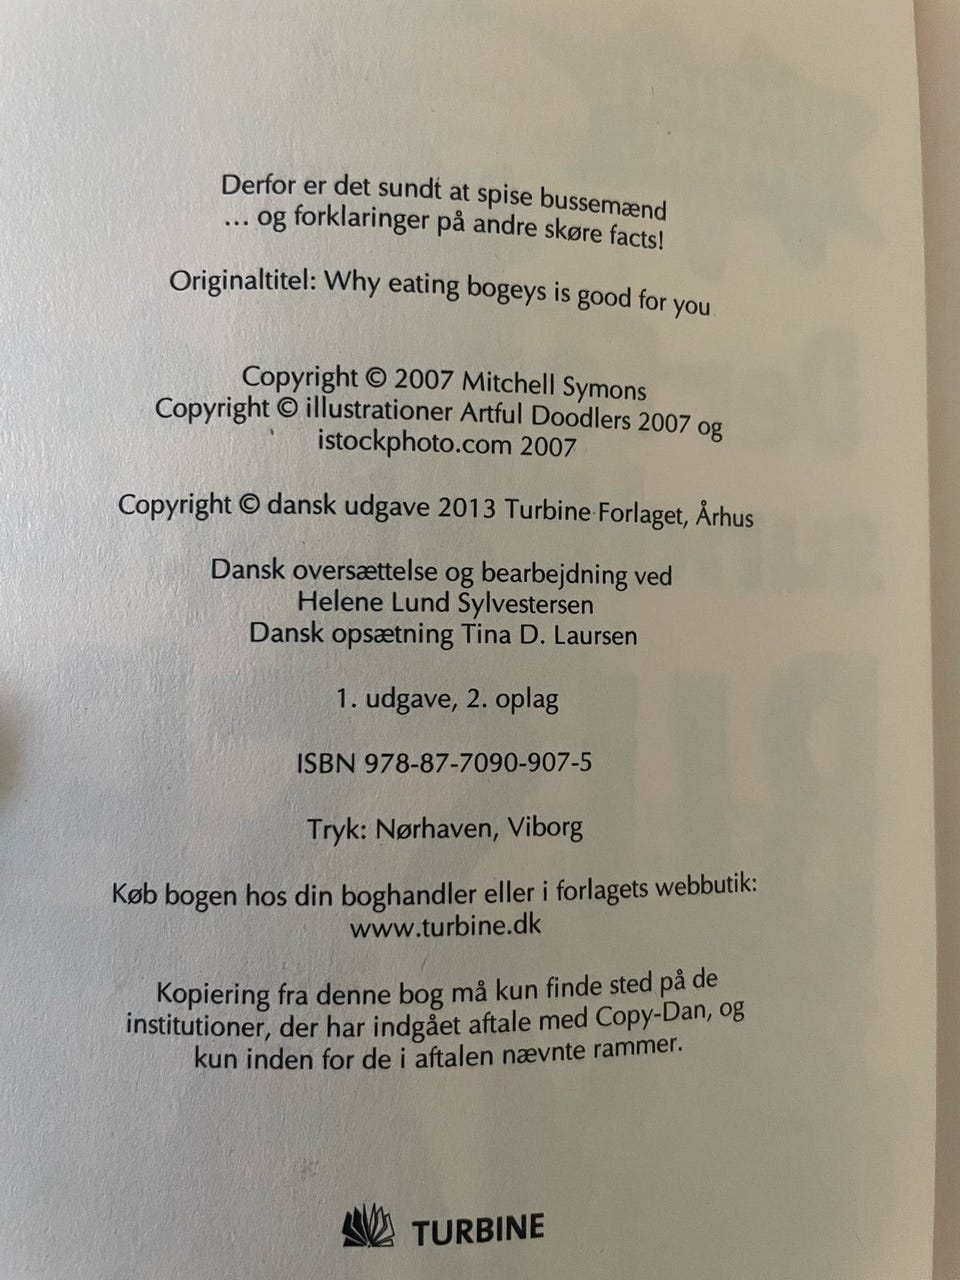 Derfor er det sundt at spise bussemænd
... og forklaringer på andre skøre facts!
Originaltitel: Why eating bogeys is good for you
Copyright © 2007 Mitchell Symons
Copyright © illustrationer Artful Doodlers 2007 og
istockphoto.com 2007
Copyright © dansk udgave 2013 Turbine Forlaget, Århus
Dansk oversættelse og bearbejdning ved
Helene Lund Sylvestersen
Dansk opsætning Tina D. Laursen
1. udgave, 2. oplag
ISBN 978-87-7090-907-5
Tryk: Nørhaven, Viborg
Køb bogen hos din boghandler eller i forlagets webbutik:
www.turbine.dk
Kopiering fra denne bog må kun finde sted på de
institutioner, der har indgået aftale med Copy-Dan, og
kun inden for de i aftalen nævnte rammer.
TURBINE